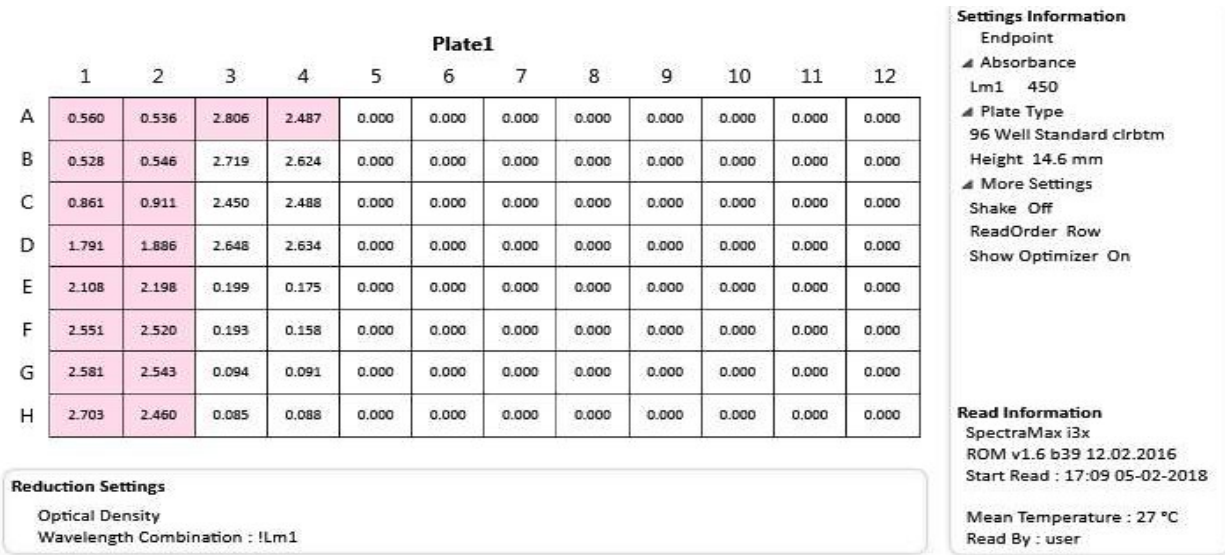 Plate1
1 2 3 4 5 6 7 8 9 10 11 12
A 0.560 0.536 2.806 2.487 0.000 0.000 0.000 0.000 0.000 0.000 0.000 0.000
B 0.528 0.546 2.719 2.624 0.000 0.000 0.000 0.000 0.000 0.000 0.000 0.000
C 0.861 0.911 2.450 2.488 0.000 0.000 0.000 0.000 0.000 0.000 0.000 0.000
D 1.791 1.886 2.648 2.634 0.000 0.000 0.000 0.000 0.000 0.000 0.000 0.000
E 2.108 2.198 0.199 0.175 0.000 0.000 0.000 0.000 0.000 0.000 0.000 0.000
F 2.551 2.520 0.193 0.158 0.000 0.000 0.000 0.000 0.000 0.000 0.000 0.000
G 2.581 2.543 0.094 0.091 0.000 0.000 0.000 0.000 0.000 0.000 0.000 0.000
H 2.703 2.460 0.085 0.088 0.000 0.000 0.000 0.000 0.000 0.000 0.000 0.000
Reduction Settings
Optical Density
Wavelength Combination : !Lm1
Settings Information
Endpoint
Absorbance
Lm1 450
Plate Type
96 Well Standard clrbtm
Height 14.6 mm
More Settings
Shake Off
ReadOrder Row
Show Optimizer On
Read Information
SpectraMax i3x
ROM v1.6 b39 12.02.2016
Start Read : 17:09 05-02-2018
Mean Temperature : 27 °C
Read By : user